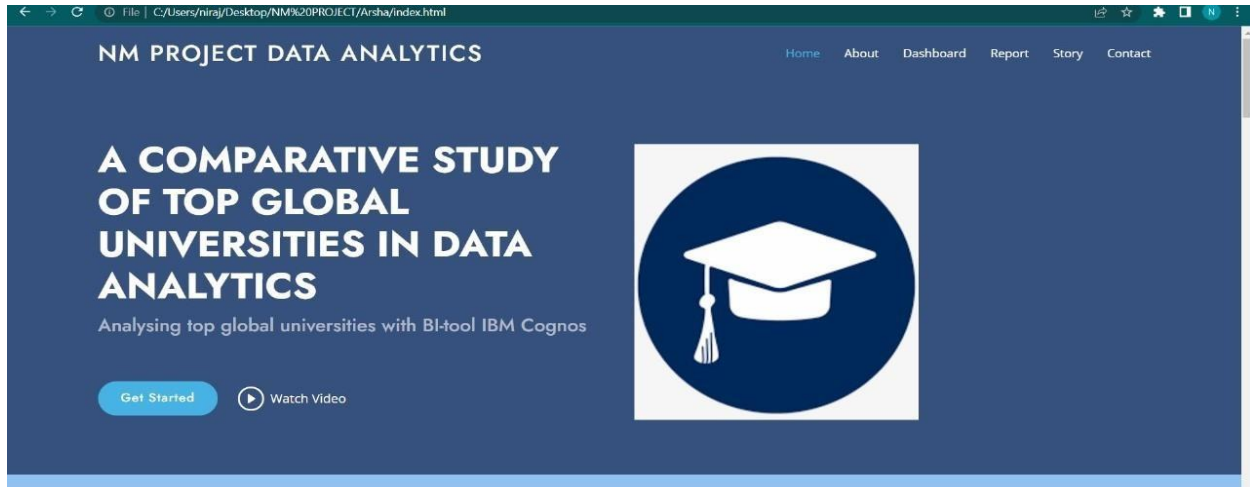 File | C:/Users/niraj/Desktop/NM%20PROJECT/Arsha/index.html
N
NM PROJECT DATA ANALYTICS
Home About Dashboard Report Story Contact
A COMPARATIVE STUDY
OF TOP GLOBAL
UNIVERSITIES IN DATA
ANALYTICS
Analysing top global universities with BI-tool IBM Cognos
Get Started
Watch Video